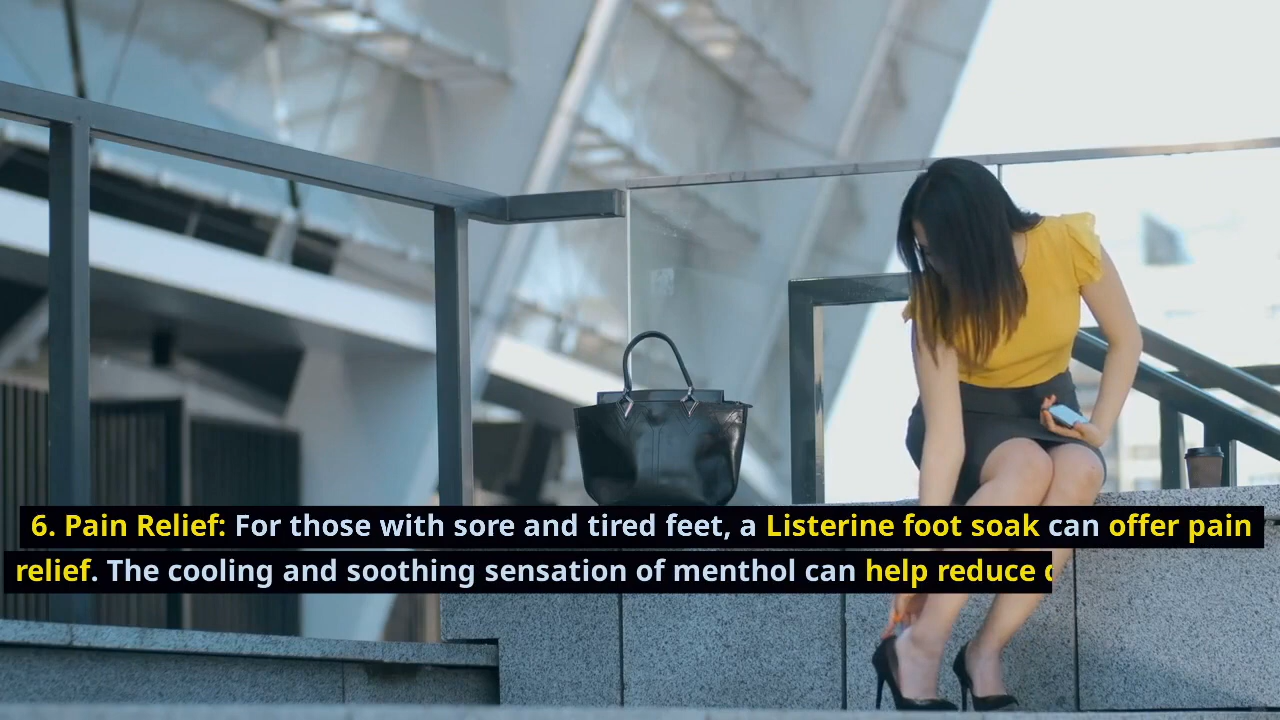 6. Pain Relief: For those with sore and tired feet, a Listerine foot soak can offer pain
relief. The cooling and soothing sensation of menthol can help reduce